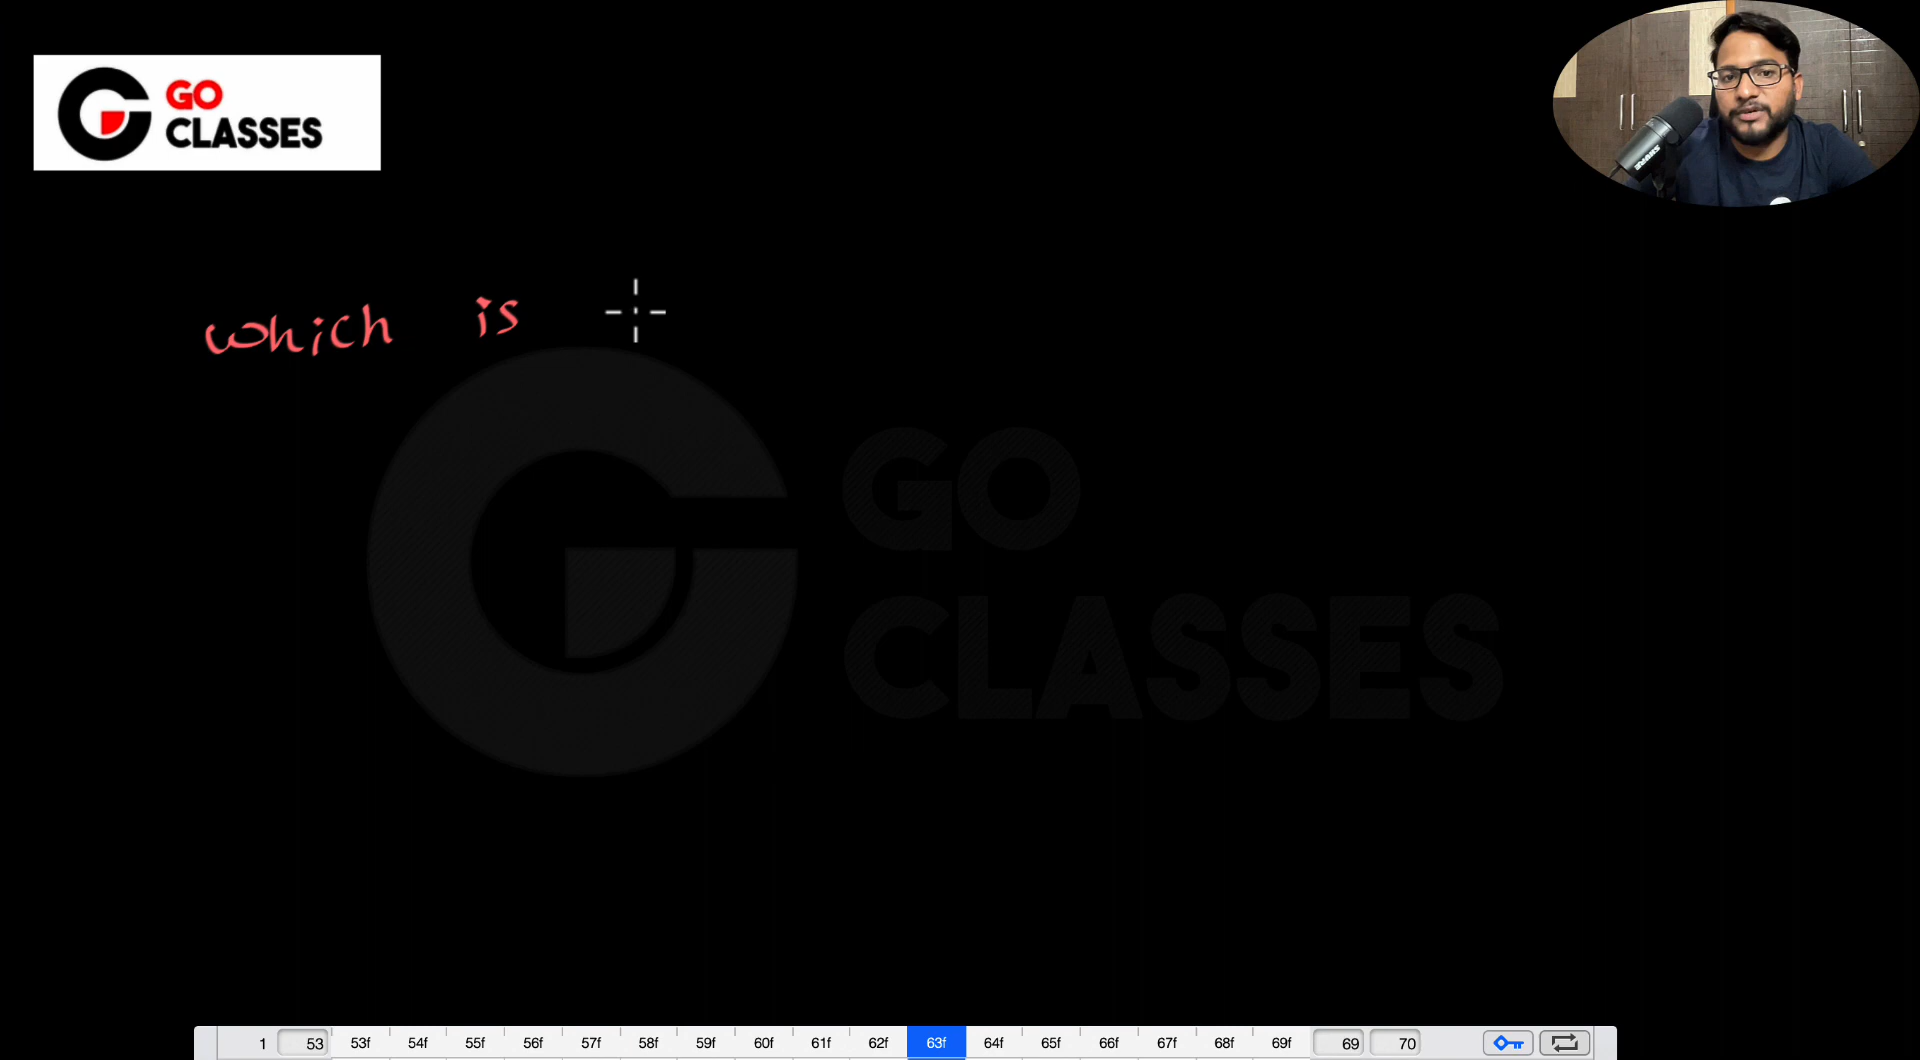 GO
CLASSES
which is
GO
CLASSES
SHURE
1 53 53f 54f 55f 56f 57f 58f 59f 60f 61f 62f 63f 64f 65f 66f 67f 68f 69f 69 70